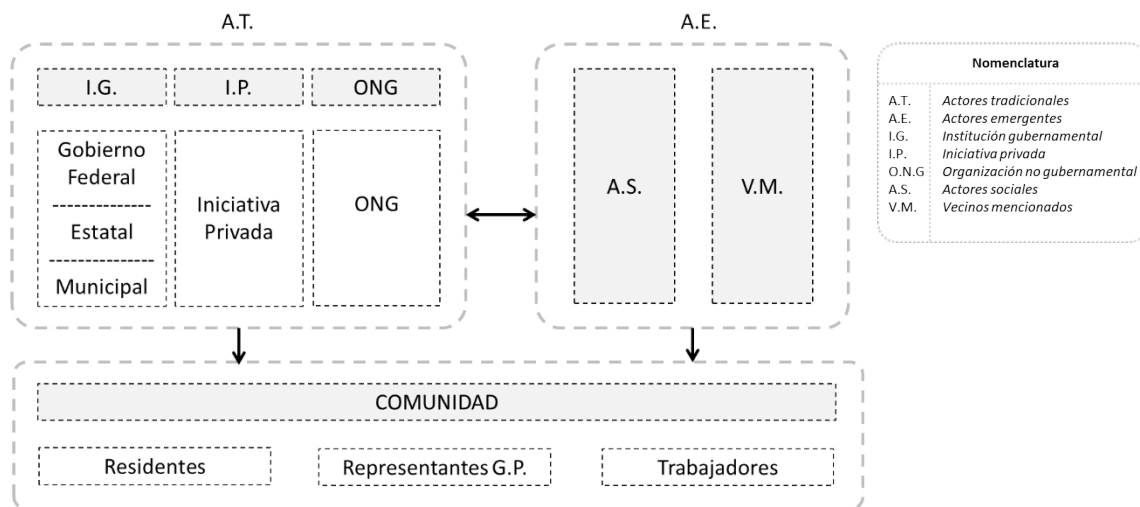 A.T.
A.E.
I.G.
I.P.
ONG
Gobierno
Federal
Estatal
Municipal
Iniciativa
Privada
ONG
A.S.
V.M.
Nomenclatura
A.T. Actores tradicionales
A.E. Actores emergentes
I.G. Institución gubernamental
I.P. Iniciativa privada
O.N.G Organización no gubernamental
A.S. Actores sociales
V.M. Vecinos mencionados
COMUNIDAD
Residentes
Representantes G.P.
Trabajadores